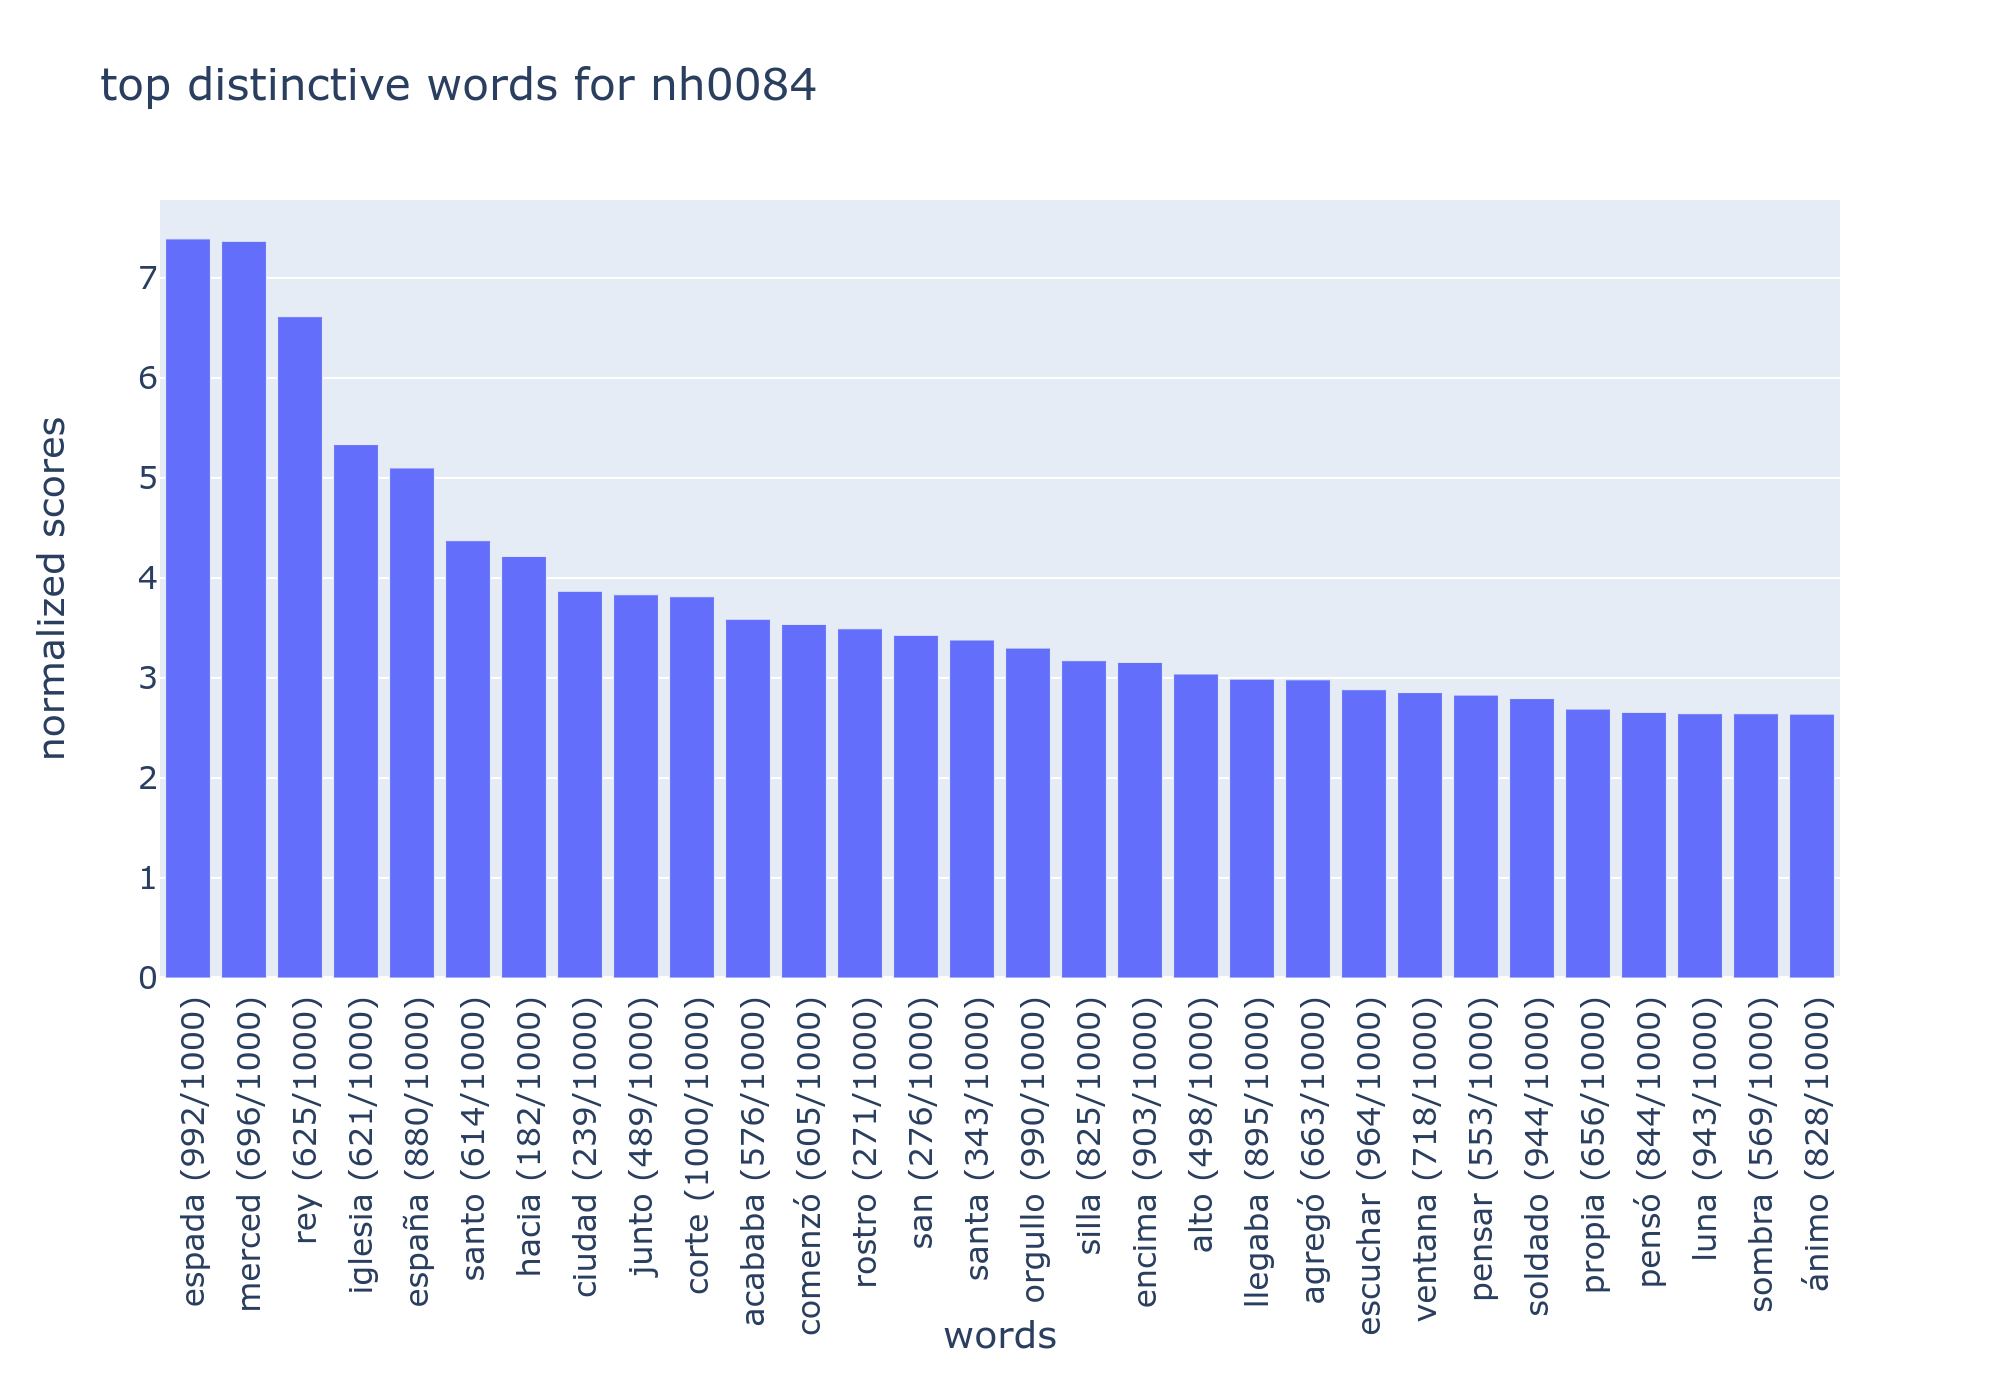 top distinctive words for nh0084
normalized scores
7
6
5
4
3
2
1
0
espada (992/1000)
merced (696/1000)
rey (625/1000)
iglesia (621/1000)
españa (880/1000)
santo (614/1000)
hacia (182/1000)
ciudad (239/1000)
junto (489/1000)
corte (1000/1000)
acababa (576/1000)
comenzó (605/1000)
rostro (271/1000)
san (276/1000)
santa (343/1000)
orgullo (990/1000)
silla (825/1000)
encima (903/1000)
alto (498/1000)
llegaba (895/1000)
agregó (663/1000)
escuchar (964/1000)
ventana (718/1000)
pensar (553/1000)
soldado (944/1000)
propia (656/1000)
pensó (844/1000)
luna (943/1000)
sombra (569/1000)
ánimo (828/1000)
words